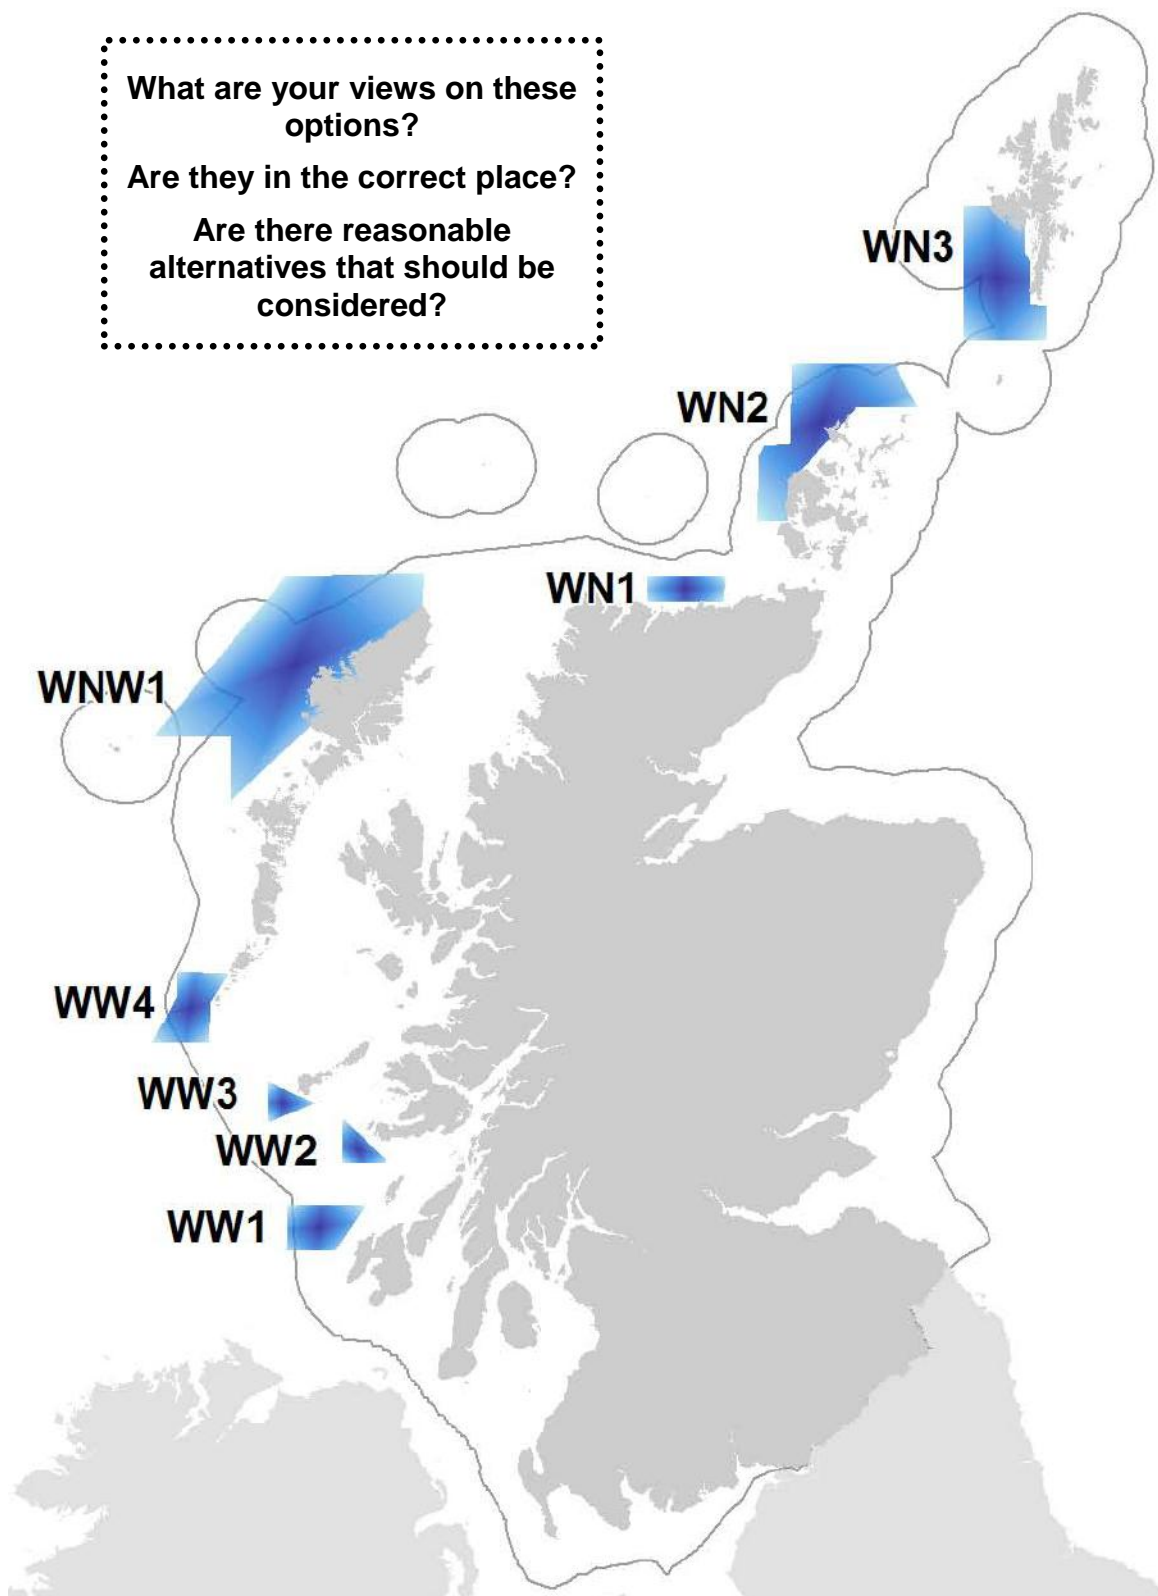 What are your views on these
options?
Are they in the correct place?
Are there reasonable
alternatives that should be
considered?
WN3
WN2
WN1
WNW1
WW4
WW3
WW2
WW1